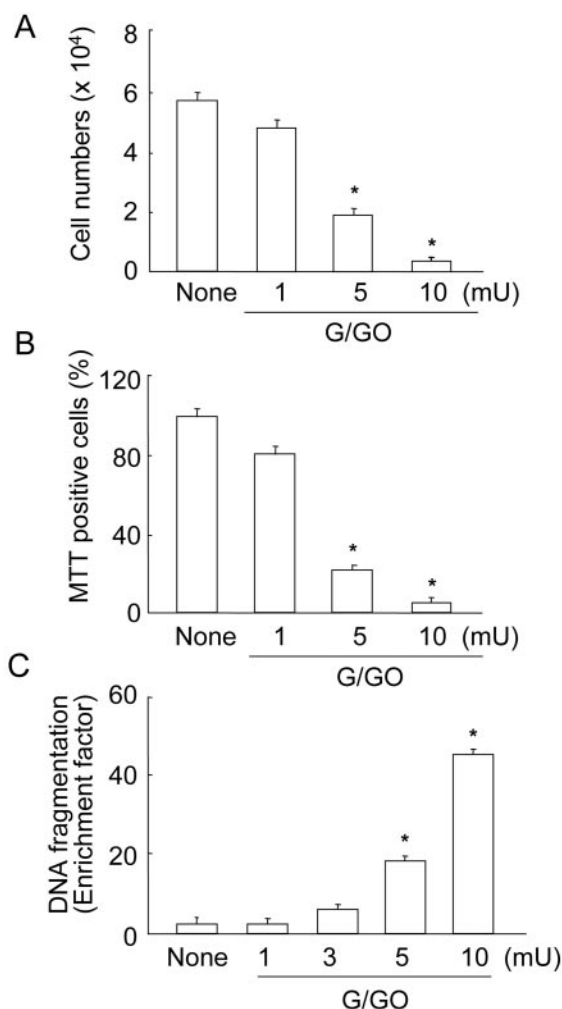 A
Cell numbers (x 10⁴)
8
6
4
2
0
*
*
None 1 5 10 (mU)
G/GO
B
MTT positive cells (%)
120
80
40
0
*
*
None 1 5 10 (mU)
G/GO
C
DNA fragmentation
(Enrichment factor)
60
40
20
0
*
*
None 1 3 5 10 (mU)
G/GO